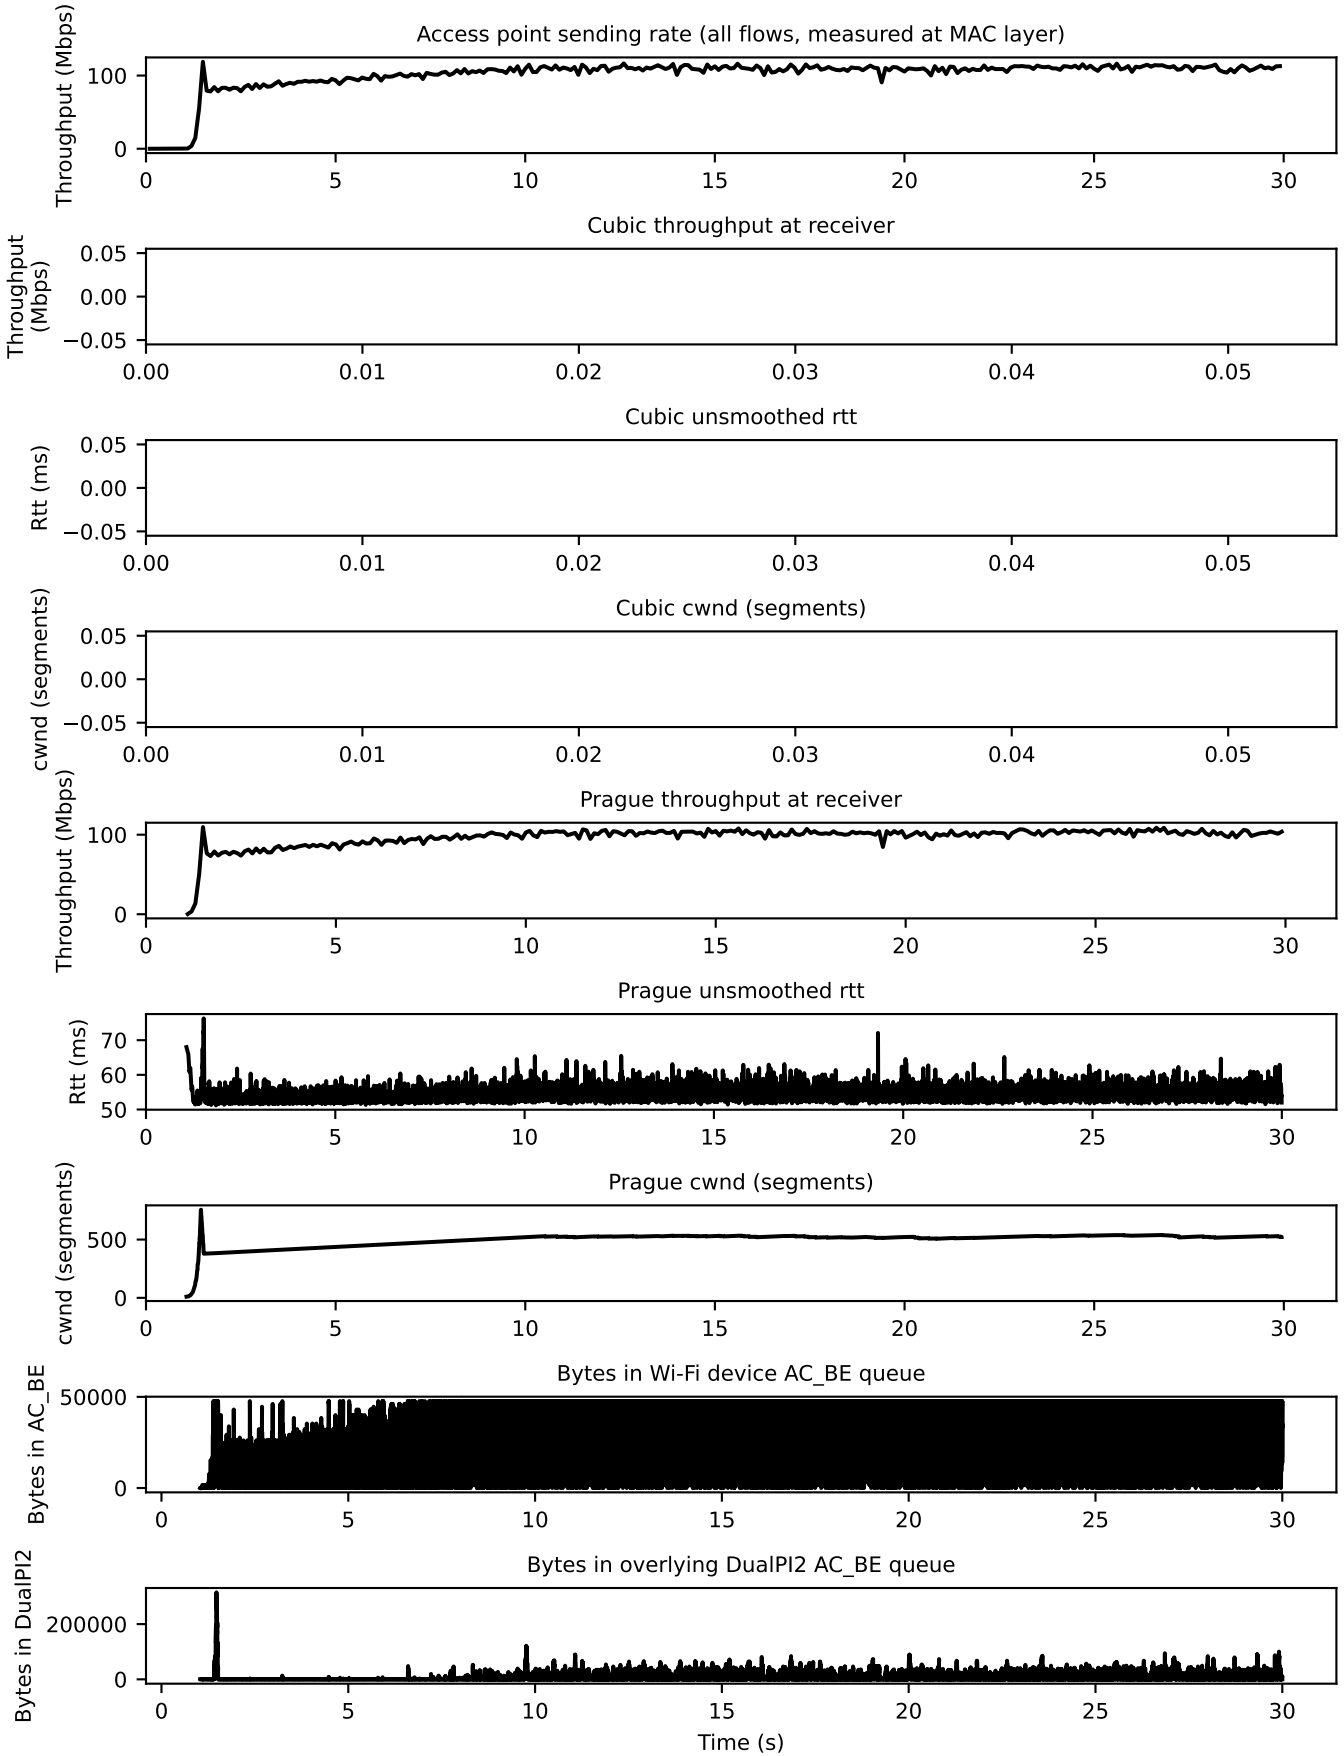 Access point sending rate (all flows, measured at MAC layer)
Throughput (Mbps)
100
0
0 5 10 15 20 25 30
Cubic throughput at receiver
Throughput
(Mbps)
0.05
0.00
−0.05
0.00 0.01 0.02 0.03 0.04 0.05
Cubic unsmoothed rtt
Rtt (ms)
0.05
0.00
−0.05
0.00 0.01 0.02 0.03 0.04 0.05
Cubic cwnd (segments)
cwnd (segments)
0.05
0.00
−0.05
0.00 0.01 0.02 0.03 0.04 0.05
Prague throughput at receiver
Throughput (Mbps)
100
0
0 5 10 15 20 25 30
Prague unsmoothed rtt
Rtt (ms)
70
60
50
0 5 10 15 20 25 30
Prague cwnd (segments)
cwnd (segments)
500
0
0 5 10 15 20 25 30
Bytes in Wi-Fi device AC_BE queue
Bytes in AC_BE
50000
0
0 5 10 15 20 25 30
Bytes in overlying DualPI2 AC_BE queue
Bytes in DualPI2
200000
0
0 5 10 15 20 25 30
Time (s)